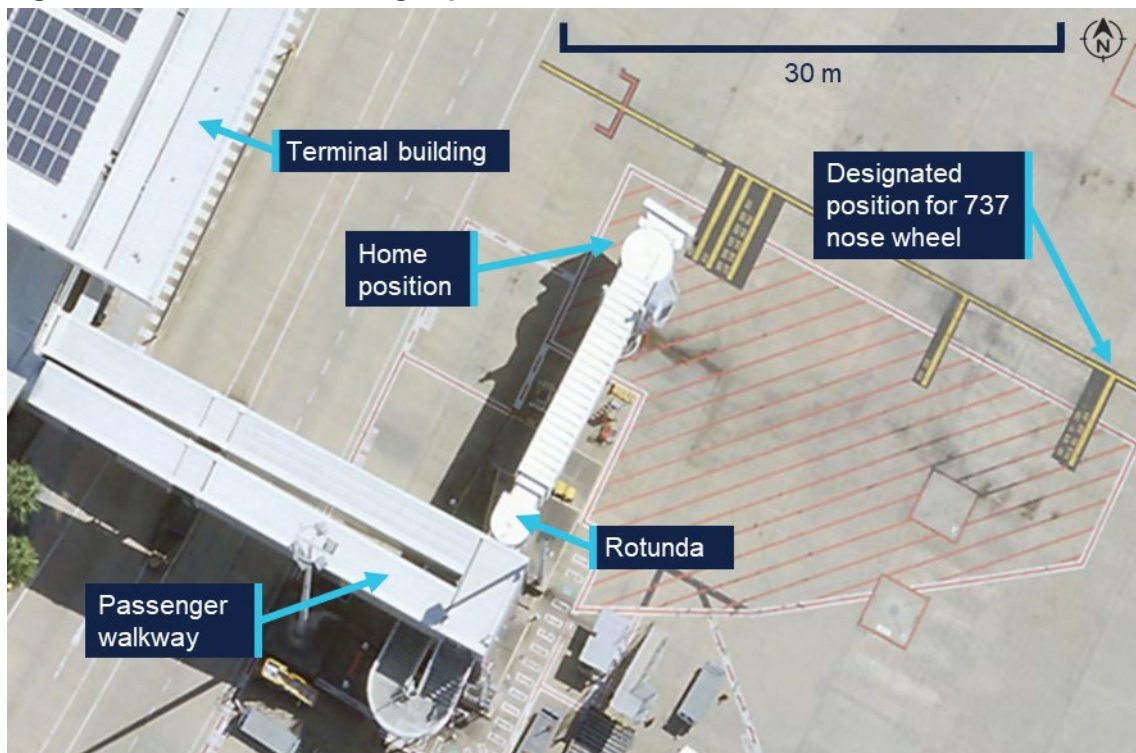 30 m
N
Terminal building
Designated
position for 737
nose wheel
Home
position
Rotunda
Passenger
walkway